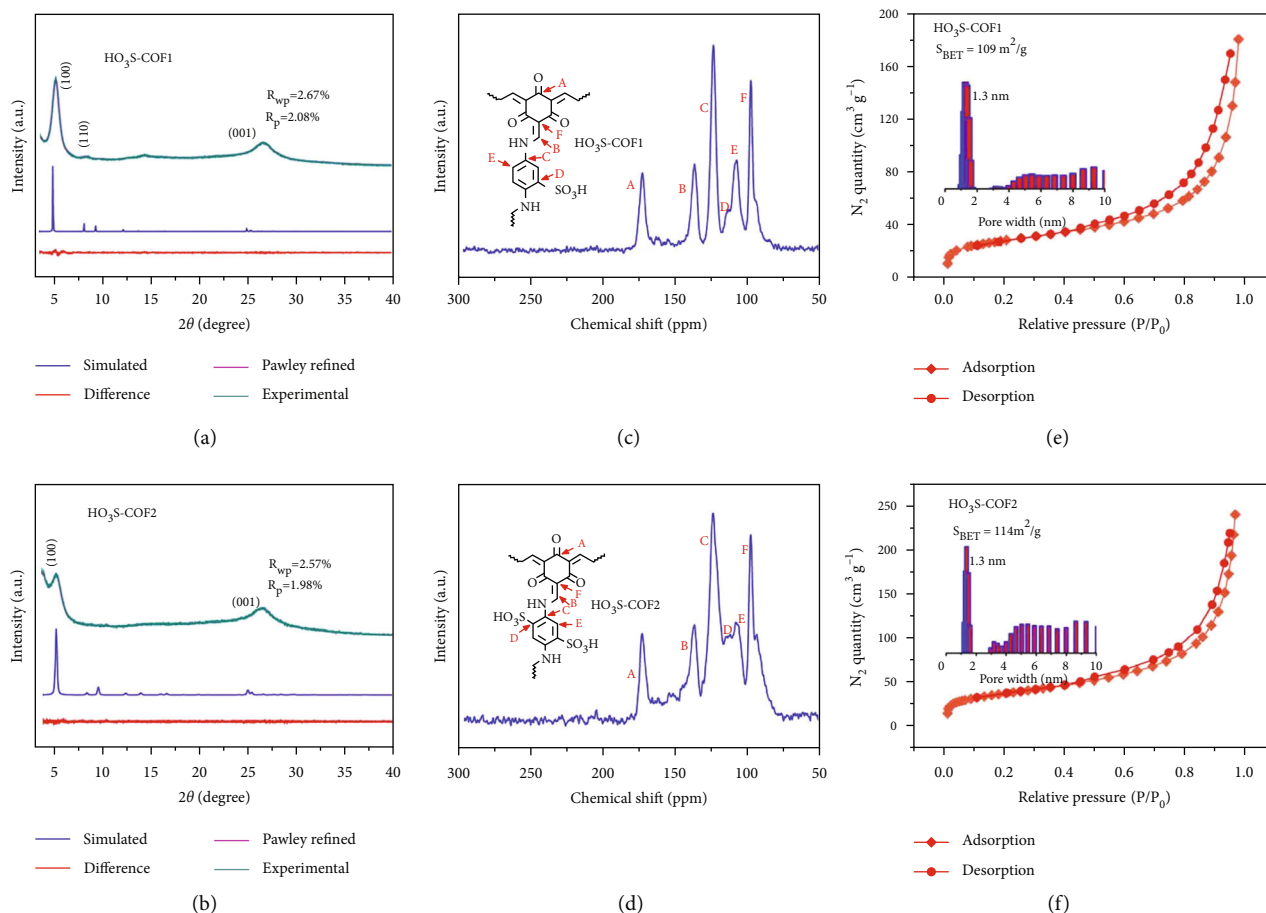 HO3S-COF1
(100)
(110)
(001)
Rwp=2.67%
Rp=2.08%
Intensity (a.u.)
5 10 15 20 25 30 35 40
2θ (degree)
Simulated
Pawley refined
Difference
Experimental
(a)
O
A
O
O
F
B
HN
HO3S-COF1
C
E
D
SO3H
NH
A
B
C
D
E
F
Intensity (a.u.)
300 250 200 150 100 50
Chemical shift (ppm)
(c)
HO3S-COF1
SBET = 109 m2/g
1.3 nm
0 2 4 6 8 10
Pore width (nm)
N2 quantity (cm3 g−1)
200
160
120
80
40
0
0.0 0.2 0.4 0.6 0.8 1.0
Relative pressure (P/P0)
Adsorption
Desorption
(e)
HO3S-COF2
(100)
(001)
Rwp=2.57%
Rp=1.98%
Intensity (a.u.)
5 10 15 20 25 30 35 40
2θ (degree)
Simulated
Pawley refined
Difference
Experimental
(b)
O
A
O
O
F
B
HN
HO3S-COF2
C
HO3S
E
D
SO3H
NH
A
B
C
D
E
F
Intensity (a.u.)
300 250 200 150 100 50
Chemical shift (ppm)
(d)
HO3S-COF2
SBET = 114m2/g
1.3 nm
0 2 4 6 8 10
Pore width (nm)
N2 quantity (cm3 g−1)
250
200
150
100
50
0
0.0 0.2 0.4 0.6 0.8 1.0
Relative pressure (P/P0)
Adsorption
Desorption
(f)